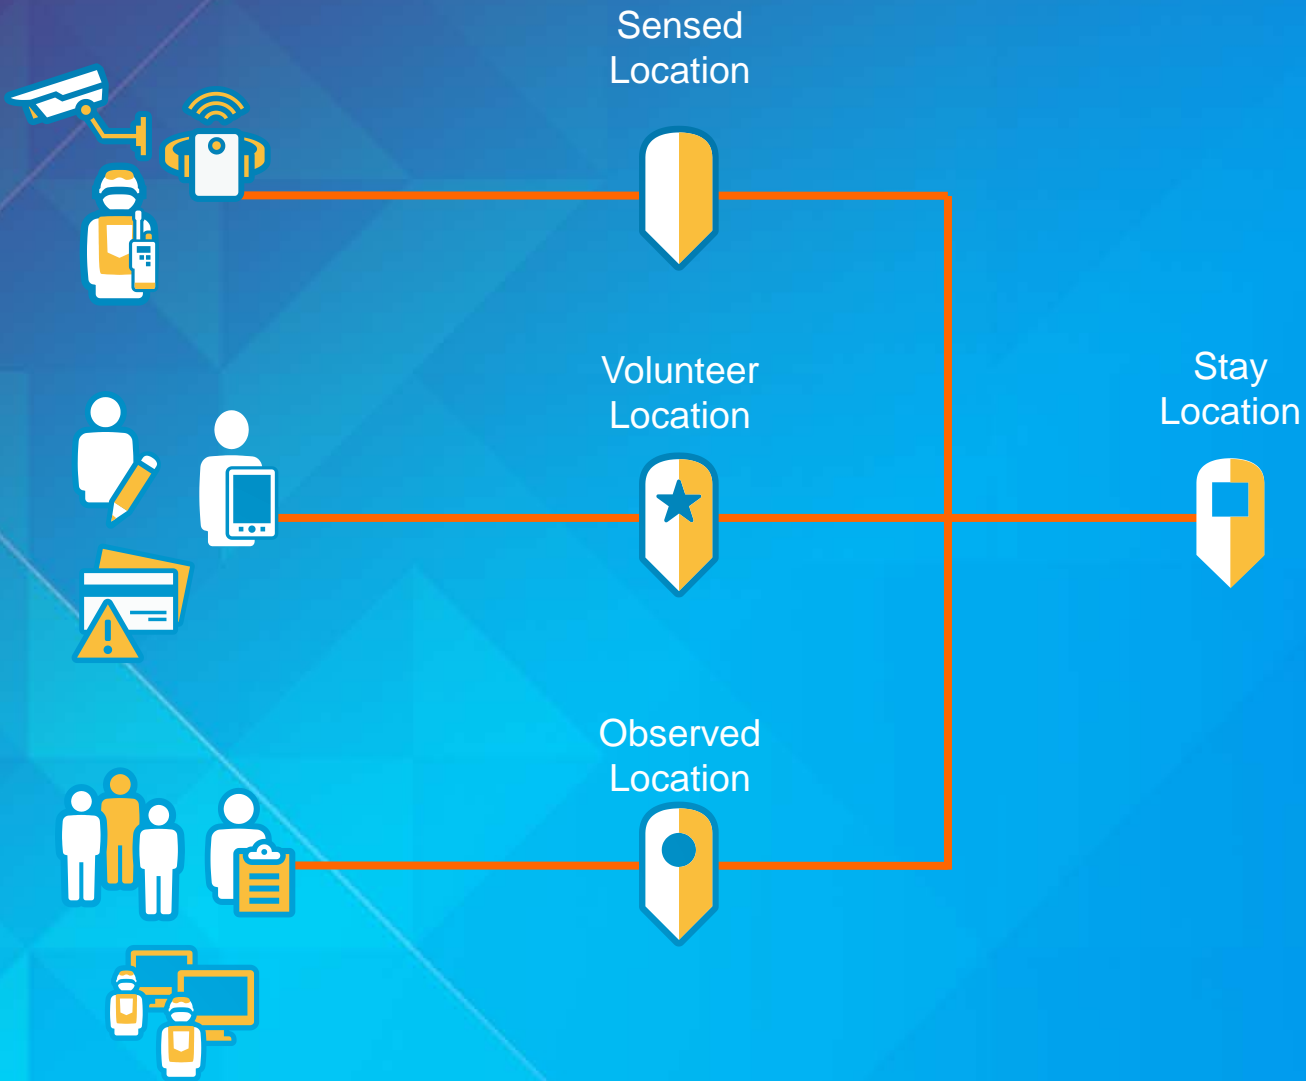 Sensed
Location
Volunteer
Location
Stay
Location
Observed
Location